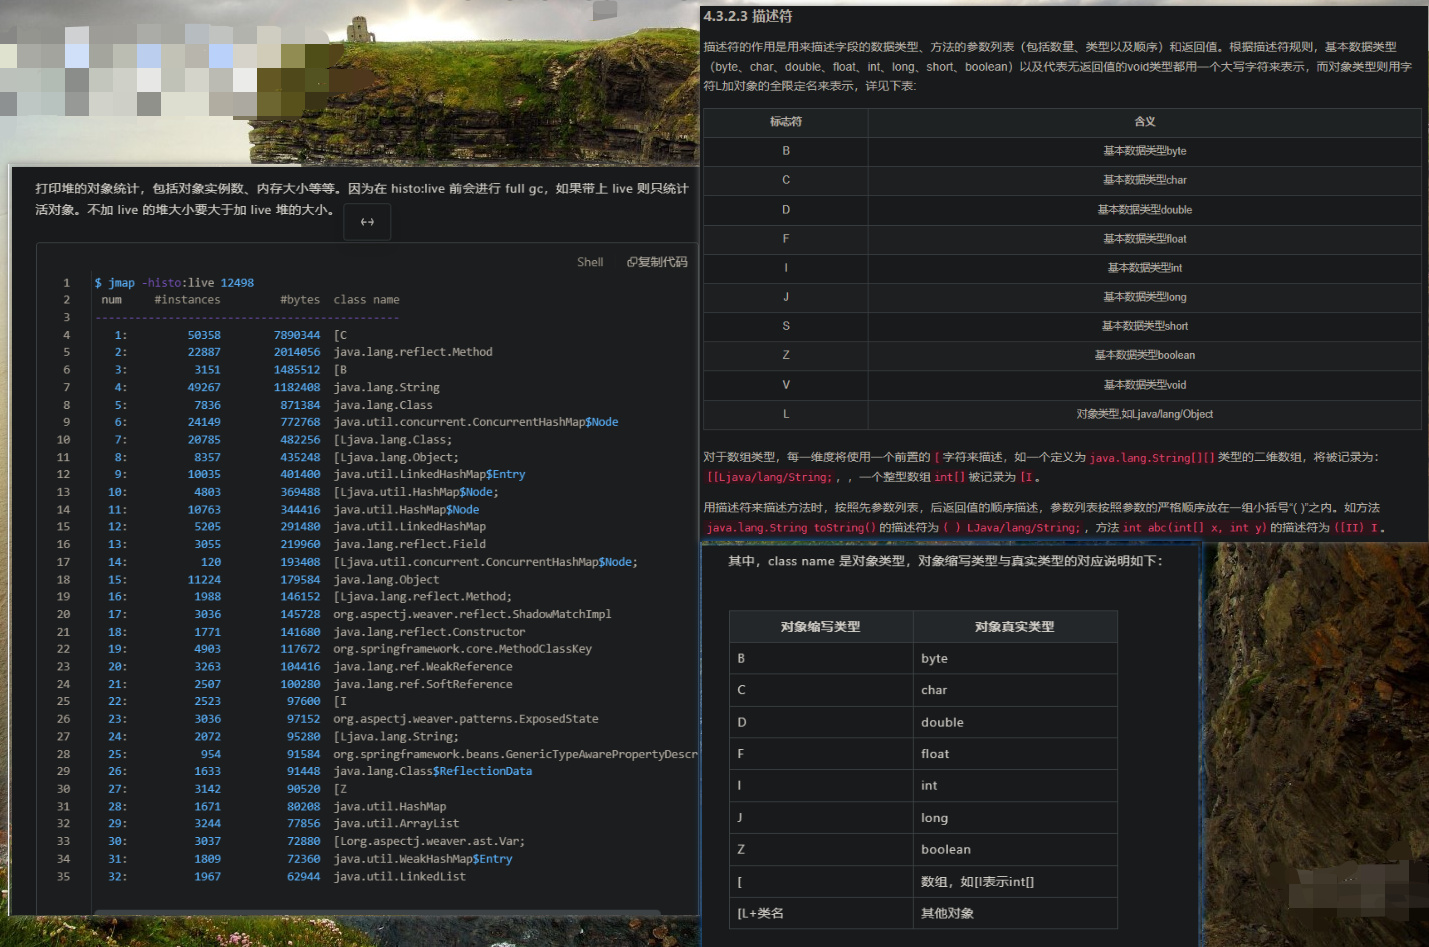 打印堆的对象统计，包括对象实例数、内存大小等等。因为在 histo:live 前会进行 full gc，如果带上 live 则只统计
活对象。不加 live 的堆大小要大于加 live 堆的大小。
Shell 复制代码
1 $ jmap -histo:live 12498
2 num #instances #bytes class name
3 ----------------------------------------------
4 1: 50358 7890344 [C
5 2: 22887 2014056 java.lang.reflect.Method
6 3: 3151 1485512 [B
7 4: 49267 1182408 java.lang.String
8 5: 7836 871384 java.lang.Class
9 6: 24149 772768 java.util.concurrent.ConcurrentHashMap$Node
10 7: 20785 482256 [Ljava.lang.Class;
11 8: 8357 435248 [Ljava.lang.Object;
12 9: 10035 401400 java.util.LinkedHashMap$Entry
13 10: 4803 369488 [Ljava.util.HashMap$Node;
14 11: 10763 344416 java.util.HashMap$Node
15 12: 5205 291480 java.util.LinkedHashMap
16 13: 3055 219960 java.lang.reflect.Field
17 14: 120 193408 [Ljava.util.concurrent.ConcurrentHashMap$Node;
18 15: 11224 179584 java.lang.Object
19 16: 1988 146152 [Ljava.lang.reflect.Method;
20 17: 3036 145728 org.aspectj.weaver.reflect.ShadowMatchImpl
21 18: 1771 141680 java.lang.reflect.Constructor
22 19: 4903 117672 org.springframework.core.MethodClassKey
23 20: 3263 104416 java.lang.ref.WeakReference
24 21: 2507 100280 java.lang.ref.SoftReference
25 22: 2523 97600 [I
26 23: 3036 97152 org.aspectj.weaver.patterns.ExposedState
27 24: 2072 95280 [Ljava.lang.String;
28 25: 954 91584 org.springframework.beans.GenericTypeAwarePropertyDescr
29 26: 1633 91448 java.lang.Class$ReflectionData
30 27: 3142 90520 [Z
31 28: 1671 80208 java.util.HashMap
32 29: 3244 77856 java.util.ArrayList
33 30: 3037 72880 [Lorg.aspectj.weaver.ast.Var;
34 31: 1809 72360 java.util.WeakHashMap$Entry
35 32: 1967 62944 java.util.LinkedList
4.3.2.3 描述符
描述符的作用是用来描述字段的数据类型、方法的参数列表（包括数量、类型以及顺序）和返回值。根据描述符规则，基本数据类型
（byte、char、double、float、int、long、short、boolean）以及代表无返回值的void类型都用一个大写字符来表示，而对象类型则用字
符L加对象的全限定名来表示，详见下表:
标志符 含义
B 基本数据类型byte
C 基本数据类型char
D 基本数据类型double
F 基本数据类型float
I 基本数据类型int
J 基本数据类型long
S 基本数据类型short
Z 基本数据类型boolean
V 基本数据类型void
L 对象类型,如Ljava/lang/Object
对于数组类型，每一维度将使用一个前置的 [ 字符来描述，如一个定义为 java.lang.String[][] 类型的二维数组，将被记录为：
[[Ljava/lang/String; ，，一个整型数组 int[] 被记录为 [I 。
用描述符来描述方法时，按照先参数列表，后返回值的顺序描述，参数列表按照参数的严格顺序放在一组小括号“( )”之内。如方法
java.lang.String toString() 的描述符为 ( ) LJava/lang/String; ，方法 int abc(int[] x, int y) 的描述符为 ([II) I 。
其中，class name 是对象类型，对象缩写类型与真实类型的对应说明如下：
对象缩写类型 对象真实类型
B byte
C char
D double
F float
I int
J long
Z boolean
[ 数组，如[I表示int[]
[L+类名 其他对象